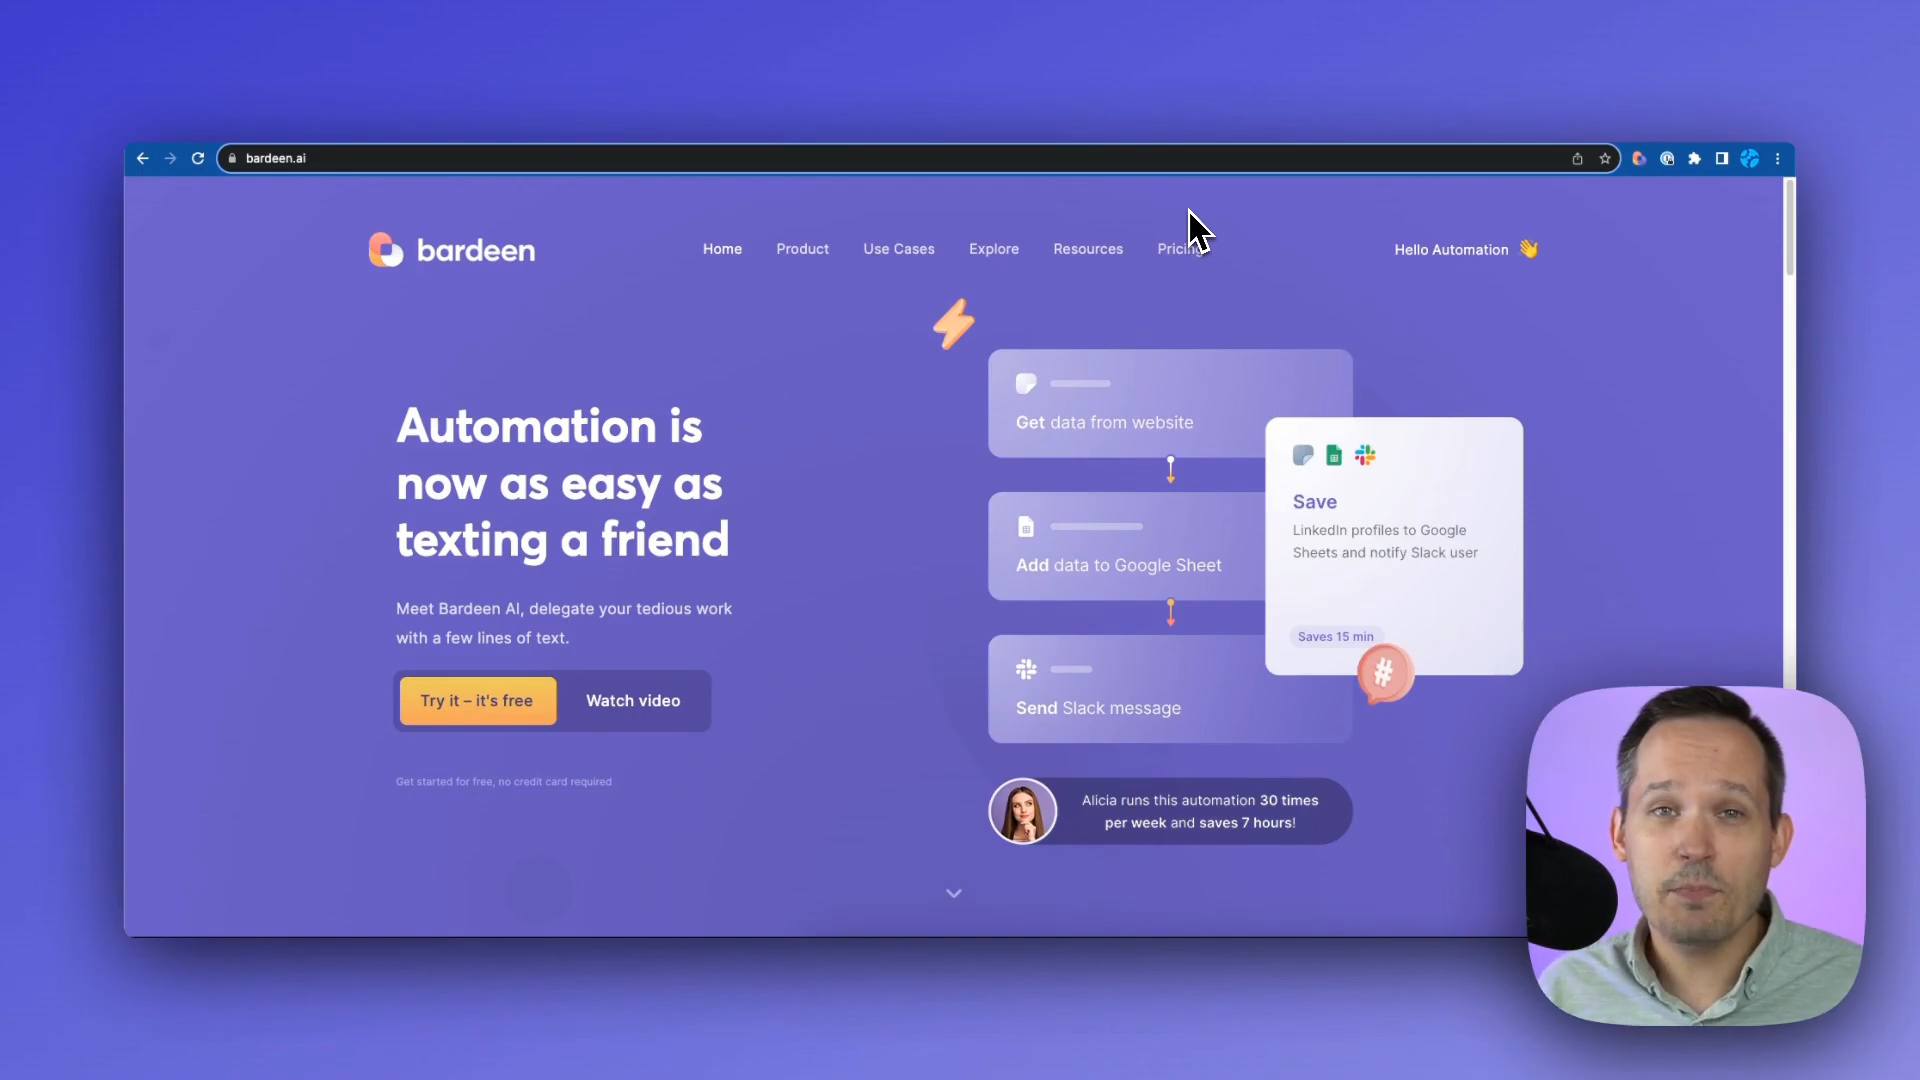 bardeen.ai
bardeen
Home Product Use Cases Explore Resources Pricing
Hello Automation
Automation is
now as easy as
texting a friend
Meet Bardeen AI, delegate your tedious work
with a few lines of text.
Try it – it's free
Watch video
Get started for free, no credit card required
Get data from website
Add data to Google Sheet
Send Slack message
Save
LinkedIn profiles to Google
Sheets and notify Slack user
Saves 15 min
#
Alicia runs this automation 30 times
per week and saves 7 hours!